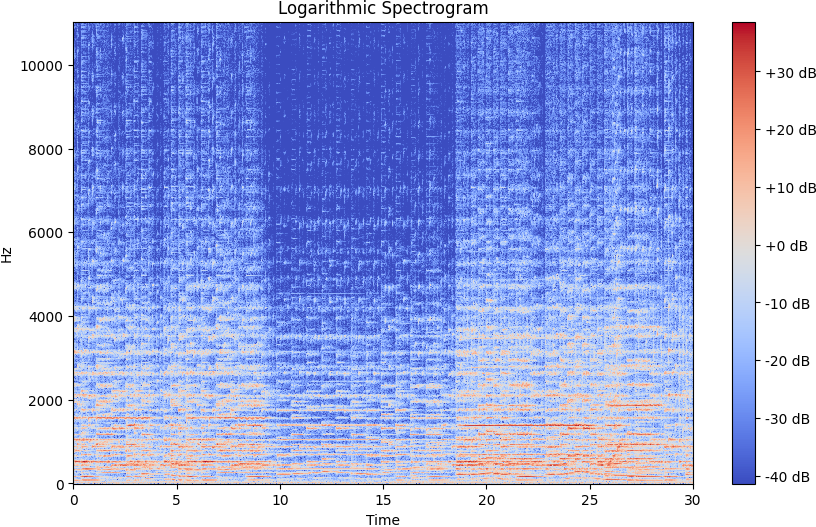 Logarithmic Spectrogram
Hz
10000
8000
6000
4000
2000
0
0 5 10 15 20 25 30
Time
+30 dB
+20 dB
+10 dB
+0 dB
-10 dB
-20 dB
-30 dB
-40 dB